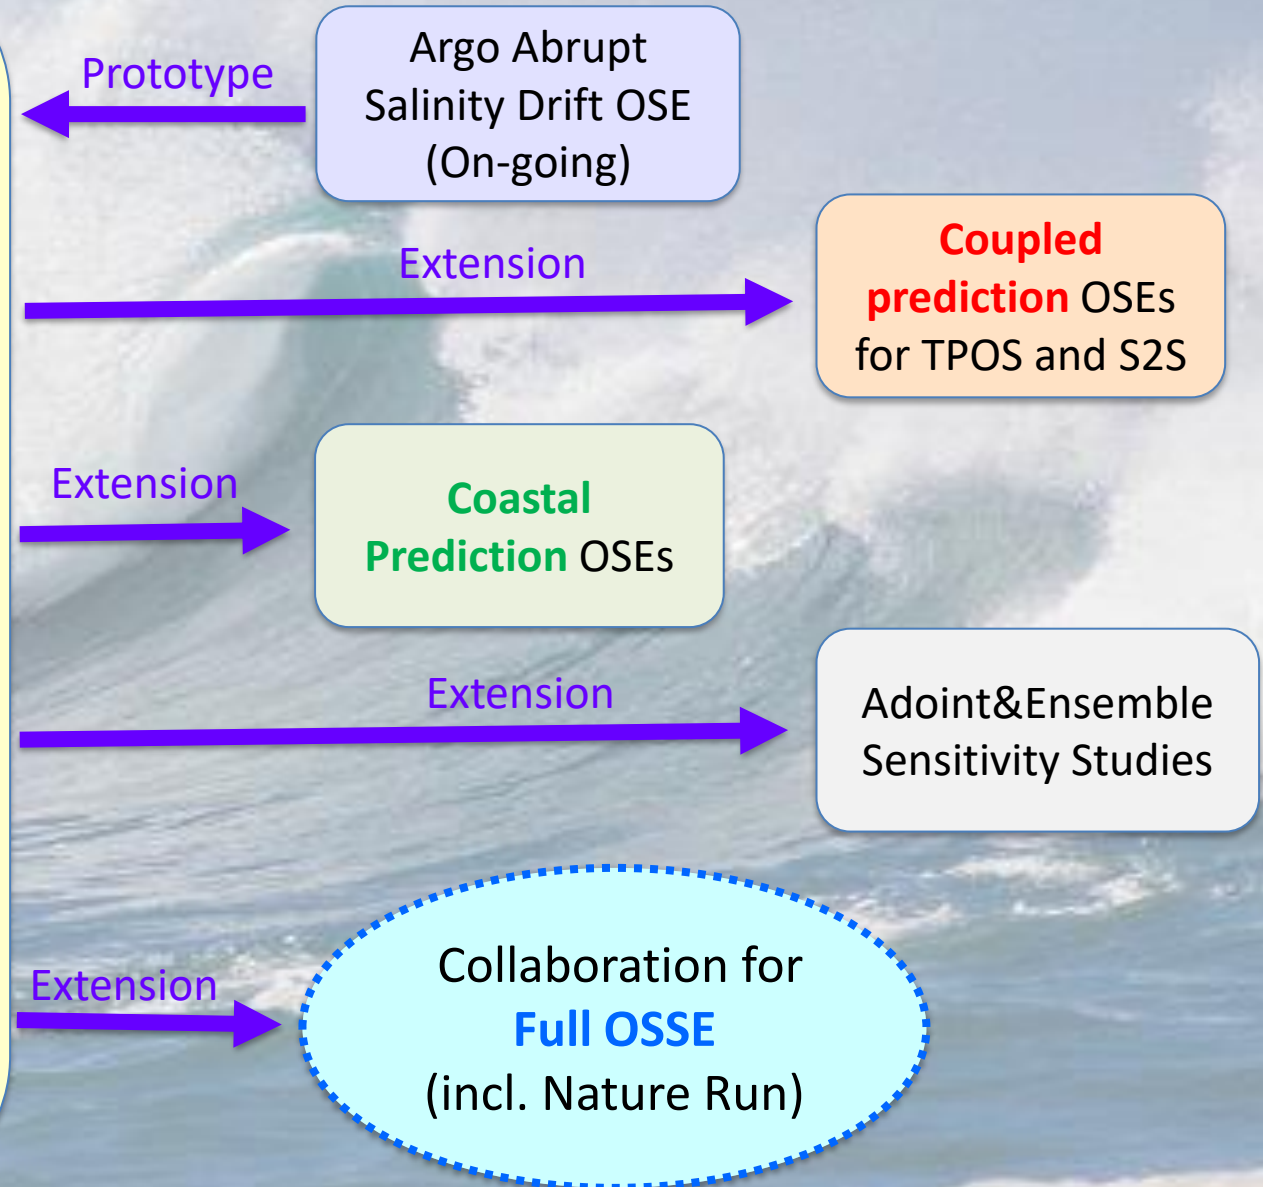 Prototype
Argo Abrupt
Salinity Drift OSE
(On-going)
Extension
Coupled
prediction OSEs
for TPOS and S2S
Extension
Coastal
Prediction OSEs
Extension
Adoint&Ensemble
Sensitivity Studies
Extension
Collaboration for
Full OSSE
(incl. Nature Run)